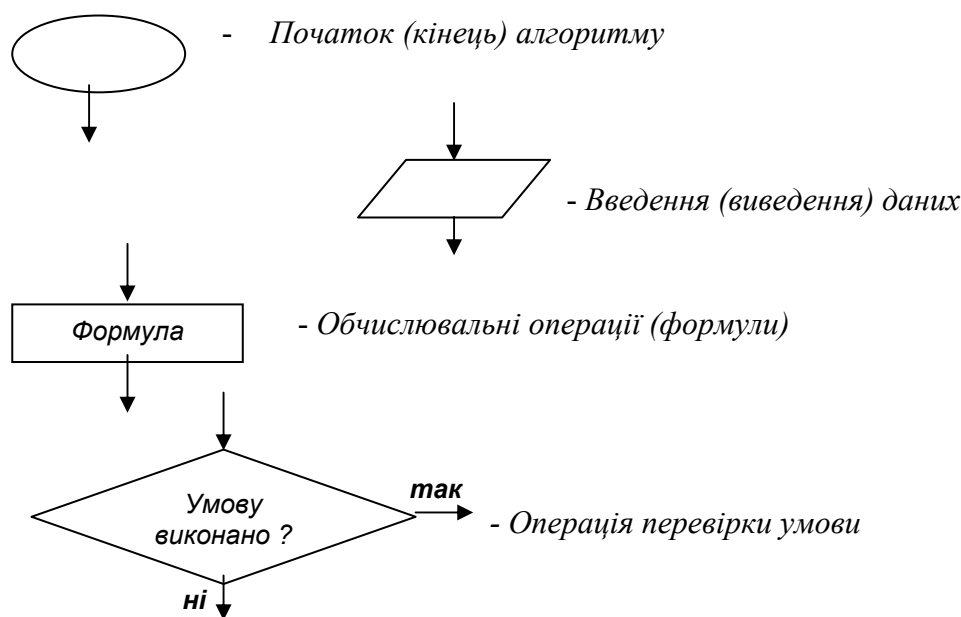 - Початок (кінець) алгоритму
- Введення (виведення) даних
Формула
- Обчислювальні операції (формули)
Умову
виконано ?
так
- Операція перевірки умови
ні